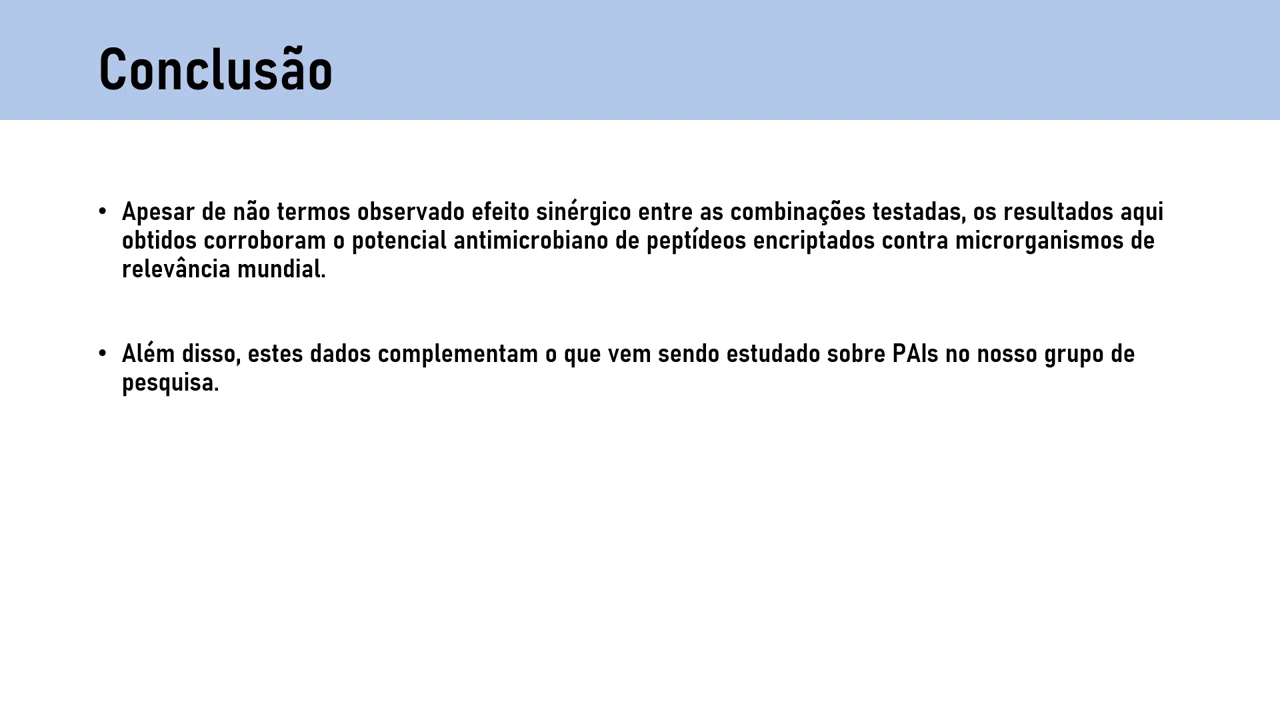 Conclusão
• Apesar de não termos observado efeito sinérgico entre as combinações testadas, os resultados aqui
obtidos corroboram o potencial antimicrobiano de peptídeos encriptados contra microrganismos de
relevância mundial.
• Além disso, estes dados complementam o que vem sendo estudado sobre PAIs no nosso grupo de
pesquisa.